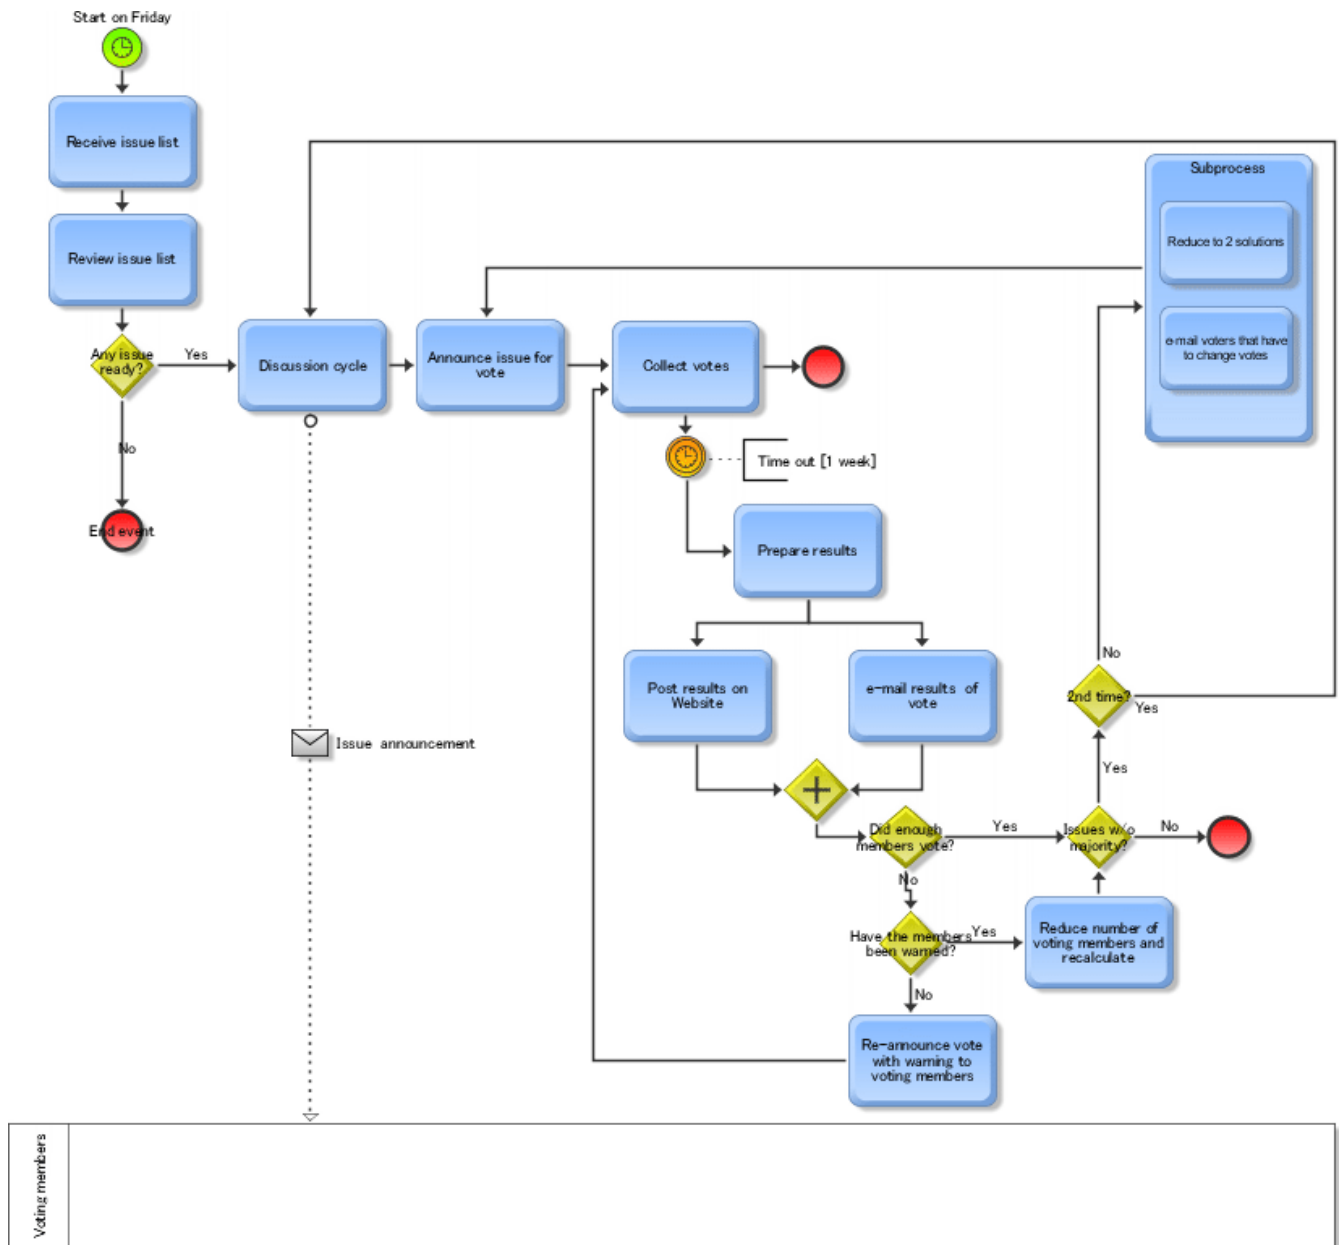 Start on Friday
Receive issue list
Review issue list
Any issue
ready?
Yes
No
End event
Discussion cycle
Announce issue for
vote
Collect votes
Time out [1 week]
Prepare results
Post results on
Website
e-mail results of
vote
Did enough
members vote?
Yes
No
Have the members
been warned?
Yes
No
Re-announce vote
with warning to
voting members
Reduce number of
voting members and
recalculate
Issues w/o
majority?
No
Yes
2nd time?
No
Yes
Subprocess
Reduce to 2 solutions
e-mail voters that have
to change votes
Issue announcement
Voting members